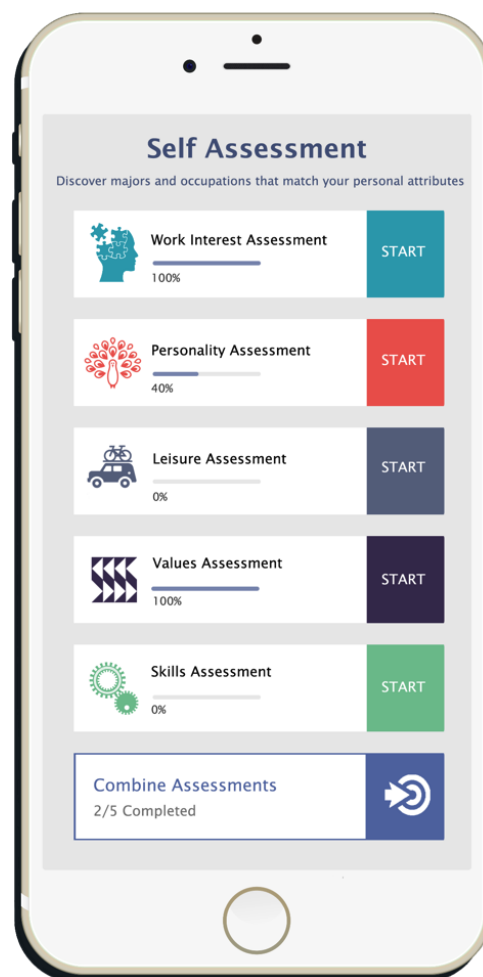 Self Assessment
Discover majors and occupations that match your personal attributes
Work Interest Assessment
START
100%
Personality Assessment
START
40%
Leisure Assessment
START
0%
Values Assessment
START
100%
Skills Assessment
START
0%
Combine Assessments
2/5 Completed